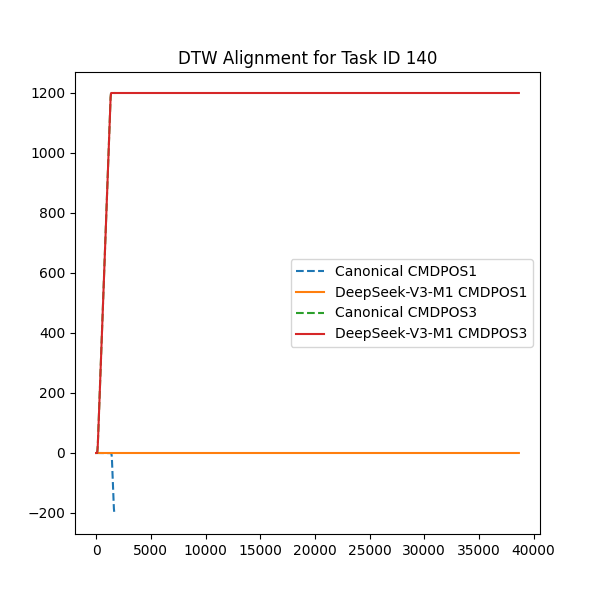 DTW Alignment for Task ID 140
1200
1000
800
600
400
200
0
−200
Canonical CMDPOS1
DeepSeek-V3-M1 CMDPOS1
Canonical CMDPOS3
DeepSeek-V3-M1 CMDPOS3
0 5000 10000 15000 20000 25000 30000 35000 40000